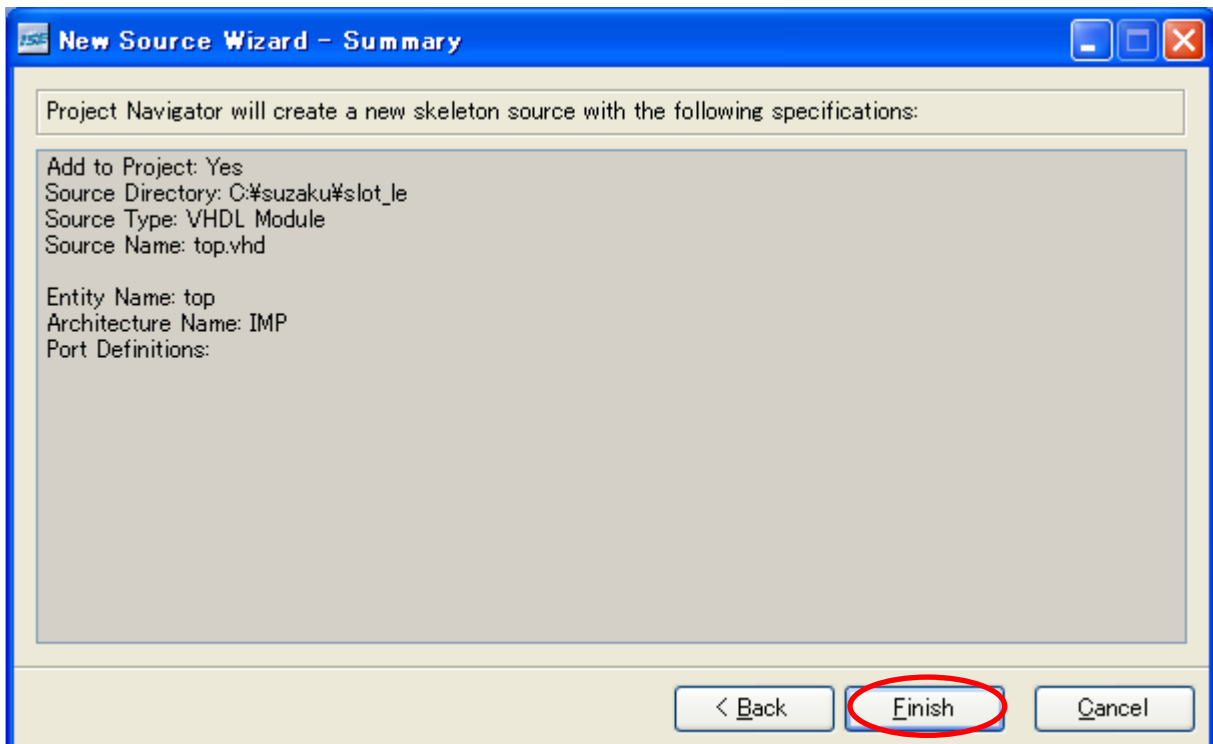 ISE New Source Wizard - Summary
Project Navigator will create a new skeleton source with the following specifications:
Add to Project: Yes
Source Directory: C:¥suzaku¥slot_le
Source Type: VHDL Module
Source Name: top.vhd
Entity Name: top
Architecture Name: IMP
Port Definitions:
< Back Finish Cancel